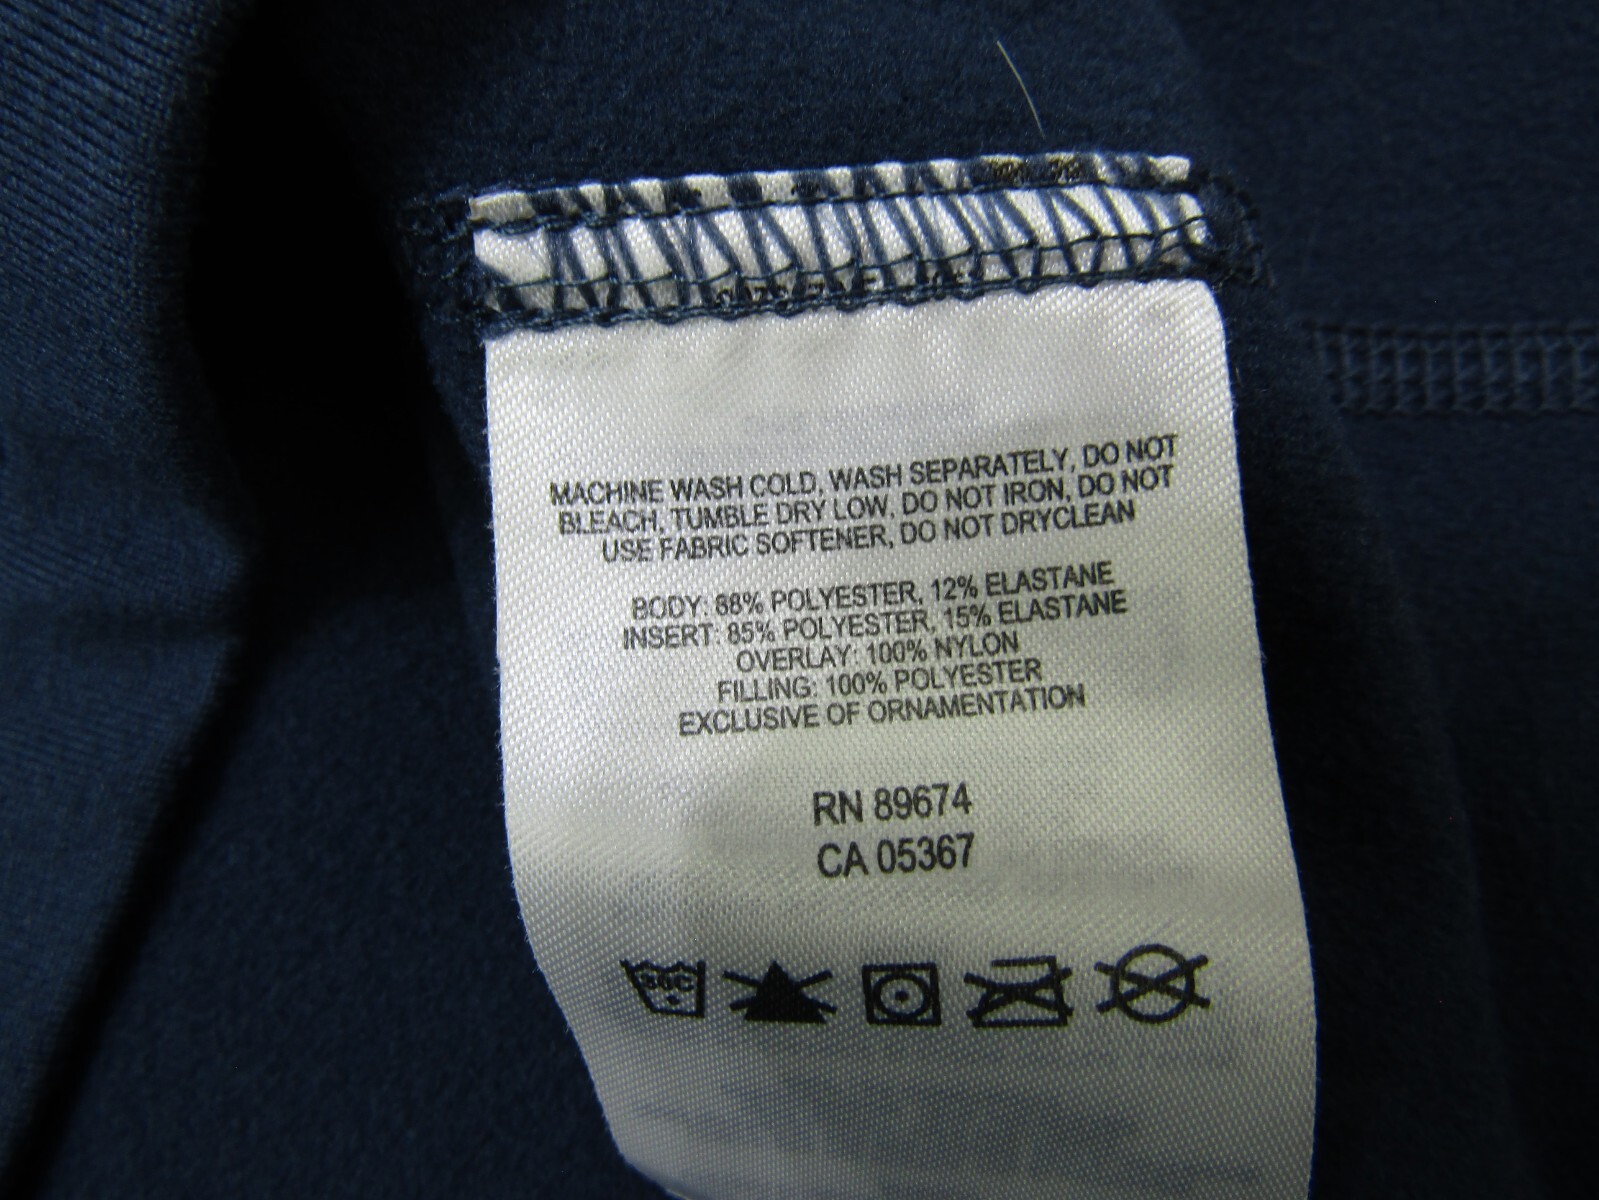 MACHINE WASH COLD, WASH SEPARATELY, DO NOT
BLEACH, TUMBLE DRY LOW, DO NOT IRON, DO NOT
USE FABRIC SOFTENER, DO NOT DRYCLEAN
BODY: 88% POLYESTER, 12% ELASTANE
INSERT: 85% POLYESTER, 15% ELASTANE
OVERLAY: 100% NYLON
FILLING: 100% POLYESTER
EXCLUSIVE OF ORNAMENTATION
RN 89674
CA 05367